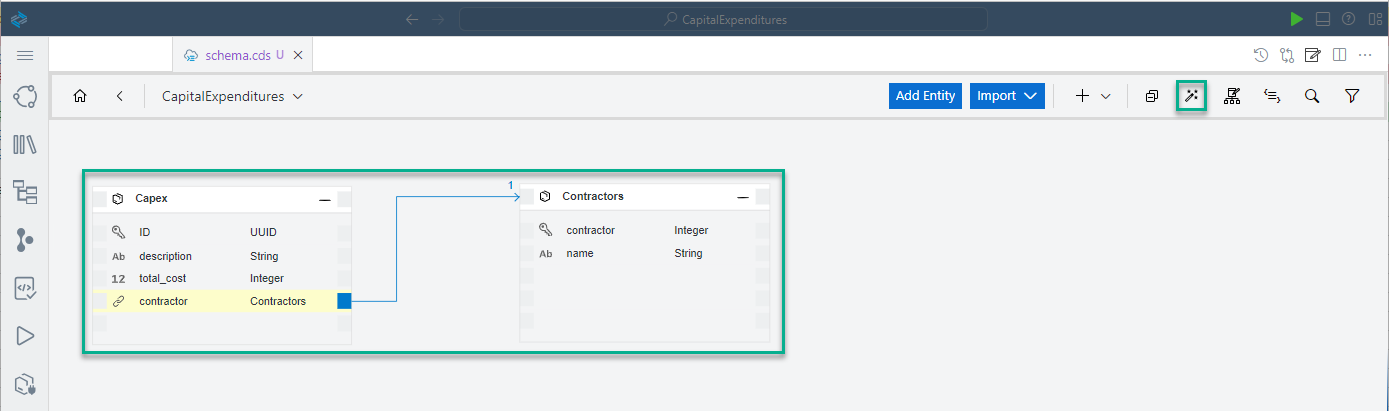 CapitalExpenditures
schema.cds U
CapitalExpenditures
Add Entity
Import
1
Capex
ID UUID
Ab description String
12 total_cost Integer
contractor Contractors
Contractors
contractor Integer
Ab name String